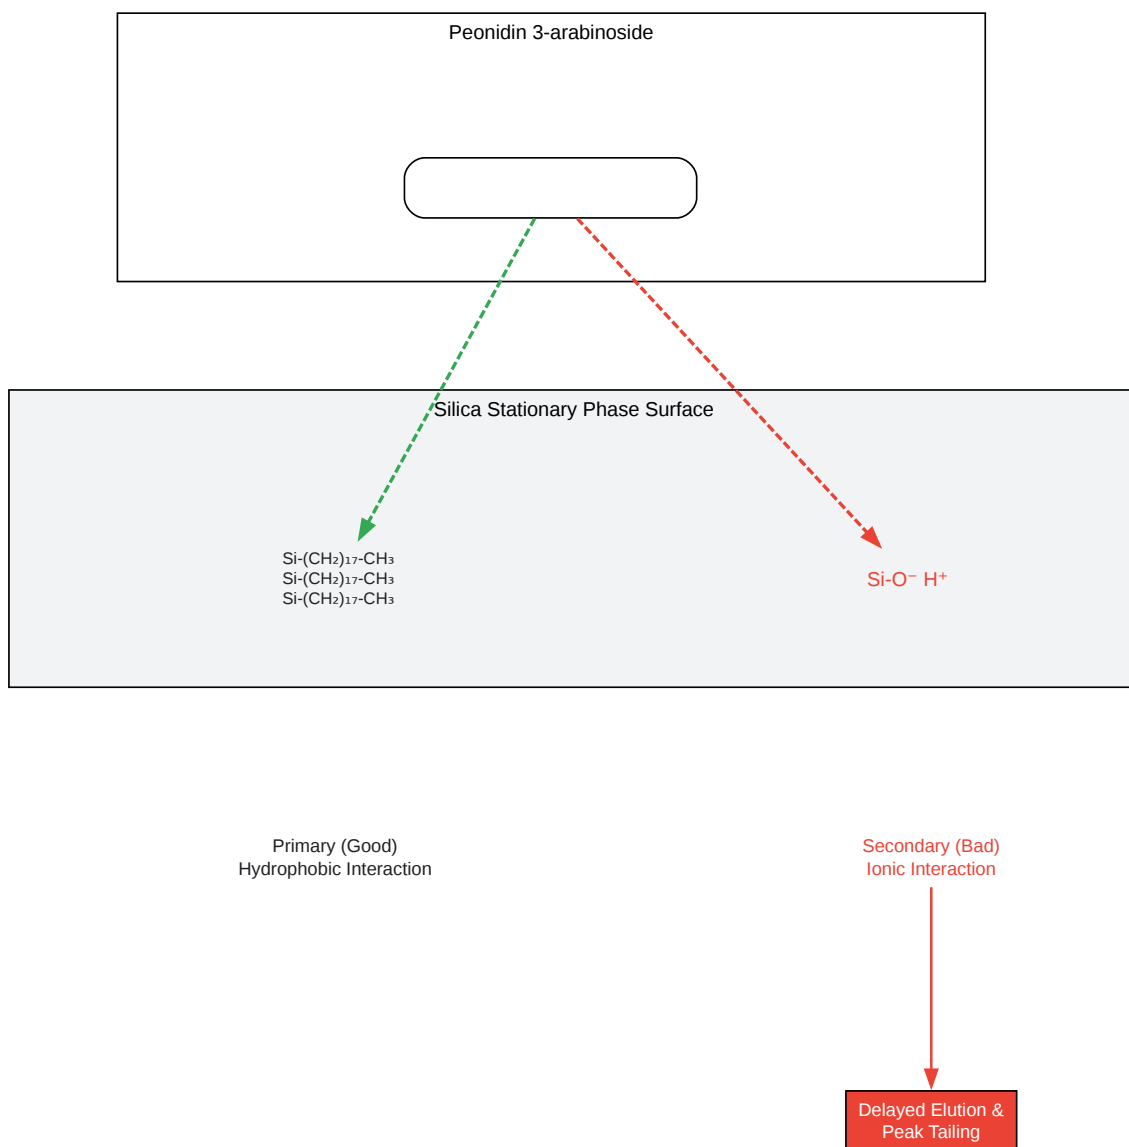 Peonidin 3-arabinoside
Silica Stationary Phase Surface
Si-(CH₂)₁₇-CH₃
Si-(CH₂)₁₇-CH₃
Si-(CH₂)₁₇-CH₃
Si-O⁻ H⁺
Primary (Good)
Hydrophobic Interaction
Secondary (Bad)
Ionic Interaction
Delayed Elution &
Peak Tailing